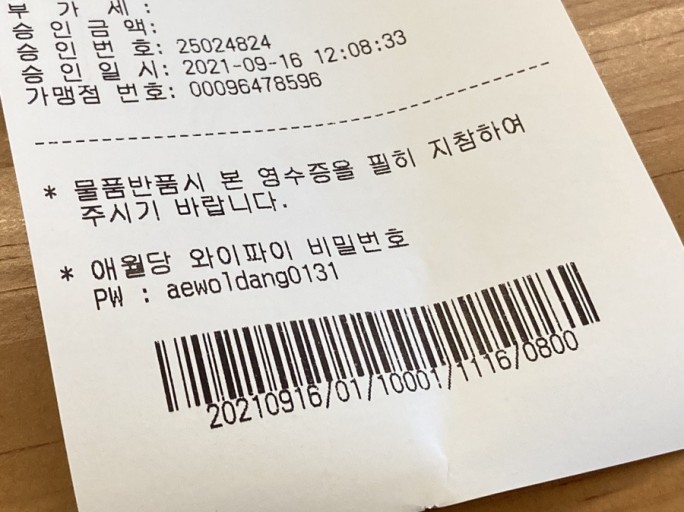 부 가 세 :
승 인 금 액:
승 인 번 호: 25024824
승 인 일 시: 2021-09-16 12:08:33
가맹점 번호: 00096478596
* 물품반품시 본 영수증을 필히 지참하여
주시기 바랍니다.
* 애월당 와이파이 비밀번호
PW : aewoldang0131
20210916/01/10001/1116/0800